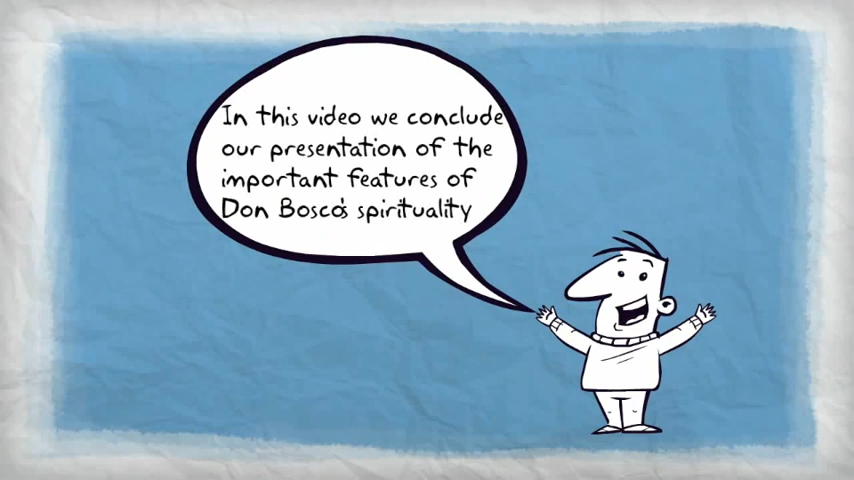 In this video we conclude
our presentation of the
important features of
Don Bosco's spirituality